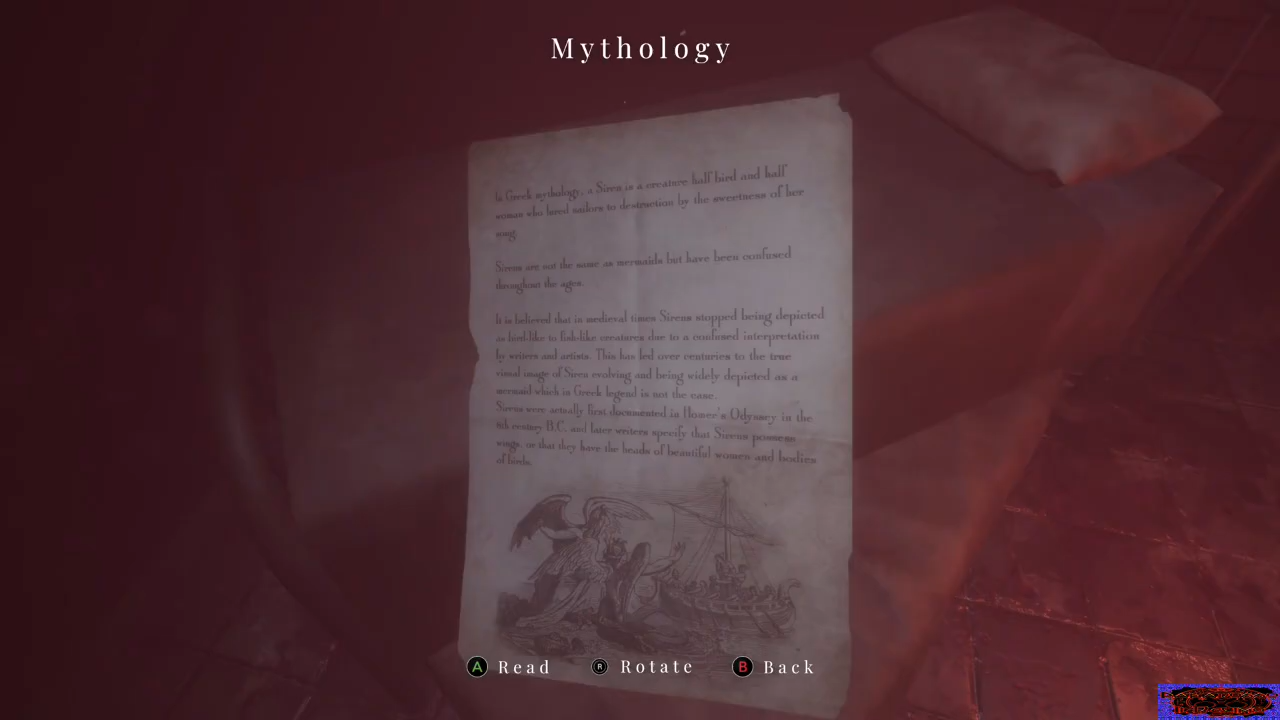 Mythology
In Greek mythology, a Siren is a creature half bird and half
woman who lured sailors to destruction by the sweetness of her
song.
Sirens are not the same as mermaids but have been confused
throughout the ages.
It is believed that in medieval times Sirens stopped being depicted
as bird-like to fish-like creatures due to a confused interpretation
by writers and artists. This has led over centuries to the true
visual image of Siren evolving and being widely depicted as a
mermaid which in Greek legend is not the case.
Sirens were actually first documented in Homer's Odyssey in the
century B.C. and later writers specify that Sirens possess
wings, or that they have the heads of beautiful women and bodies
of birds.
A Read R Rotate B Back